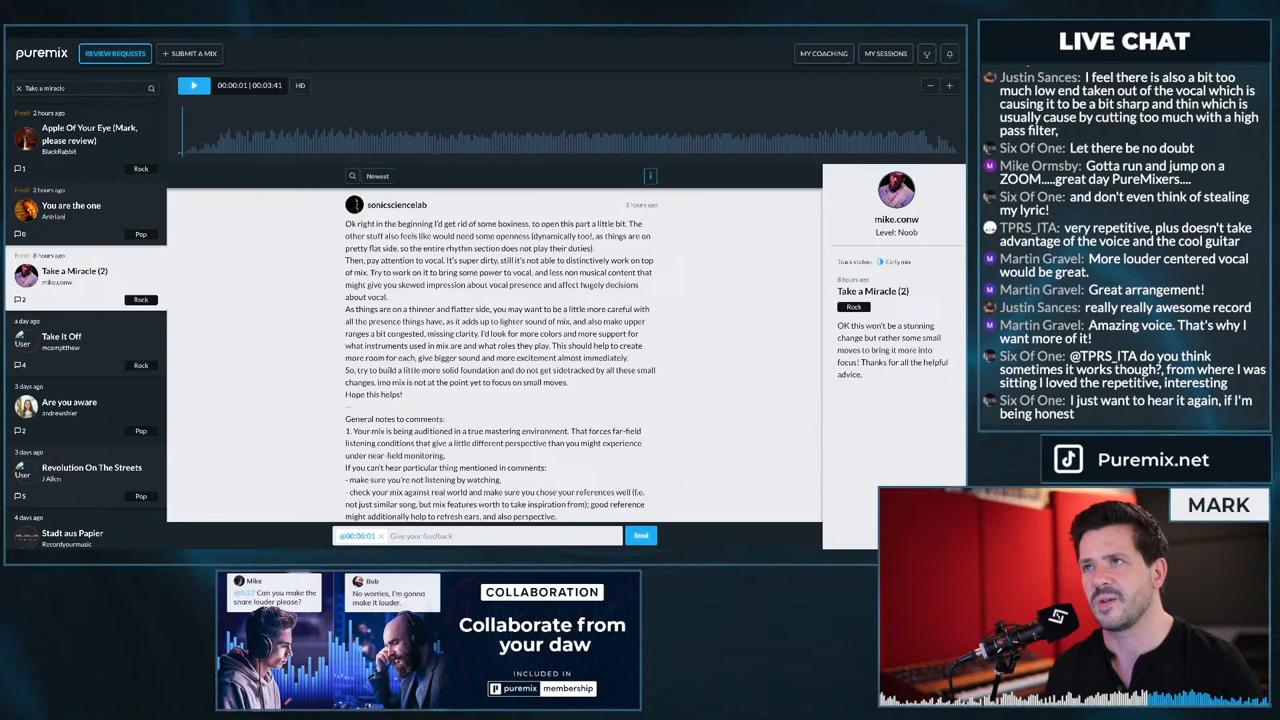 puremix
REVIEW REQUESTS
+ SUBMIT A MIX
MY COACHING
MY SESSIONS
× Take a miracle
00:00:01 | 00:03:41
HD
Fresh 2 hours ago
Apple Of Your Eye (Mark,
please review)
BlackRabbit
1
Rock
Fresh 2 hours ago
You are the one
Antriani
0
Pop
Fresh 8 hours ago
Take a Miracle (2)
mike.conw
2
Rock
a day ago
User
Take It Off
mcomptthew
4
Rock
3 days ago
Are you aware
andrewshier
2
Pop
3 days ago
User
Revolution On The Streets
J Allen
5
Pop
4 days ago
Stadt aus Papier
Recordyourmusic
Newest
sonicsciencelab
5 hours ago
Ok right in the beginning I'd get rid of some boxiness, to open this part a little bit. The
other stuff also feels like would need some openness (dynamically too!, as things are on
pretty flat side, so the entire rhythm section does not play their duties).
Then, pay attention to vocal. It's super dirty, still it's not able to distinctively work on top
of mix. Try to work on it to bring some power to vocal, and less non musical content that
might give you skewed impression about vocal presence and affect hugely decisions
about vocal.
As things are on a thinner and flatter side, you may want to be a little more careful with
all the presence things have, as it adds up to lighter sound of mix, and also make upper
ranges a bit congested, missing clarity. I'd look for more colors and more support for
what instruments used in mix are and what roles they play. This should help to create
more room for each, give bigger sound and more excitement almost immediately.
So, try to build a little more solid foundation and do not get sidetracked by all these small
changes. imo mix is not at the point yet to focus on small moves.
Hope this helps!
...
General notes to comments:
1. Your mix is being auditioned in a true mastering environment. That forces far-field
listening conditions that give a little different perspective than you might experience
under near-field monitoring.
If you can't hear particular thing mentioned in comments:
- make sure you're not listening by watching,
- check your mix against real world and make sure you chose your references well (f.e.
not just similar song, but mix features worth to take inspiration from); good reference
might additionally help to refresh ears, and also perspective.
@00:00:01 ×
Give your feedback
Send
mike.conw
Level: Noob
Track status: Early mix
8 hours ago
Take a Miracle (2)
Rock
OK this won't be a stunning
change but rather some small
moves to bring it more into
focus! Thanks for all the helpful
advice.
LIVE CHAT
Justin Sances: I feel there is also a bit too
much low end taken out of the vocal which is
causing it to be a bit sharp and thin which is
usually cause by cutting too much with a high
pass filter,
Six Of One: Let there be no doubt
M Mike Ormsby: Gotta run and jump on a
ZOOM.....great day PureMixers....
Six Of One: and don't even think of stealing
my lyric!
TPRS_ITA: very repetitive, plus doesn't take
advantage of the voice and the cool guitar
M Martin Gravel: More louder centered vocal
would be great.
M Martin Gravel: Great arrangement!
Justin Sances: really really awesome record
M Martin Gravel: Amazing voice. That's why I
want more of it!
Six Of One: @TPRS_ITA do you think
sometimes it works though?, from where I was
sitting I loved the repetitive, interesting
Six Of One: I just want to hear it again, if I'm
being honest
Puremix.net
MARK
Mike
@0:27 Can you make the
snare louder please?
Bob
No worries, I'm gonna
make it louder.
COLLABORATION
Collaborate from
your daw
INCLUDED IN
puremix membership